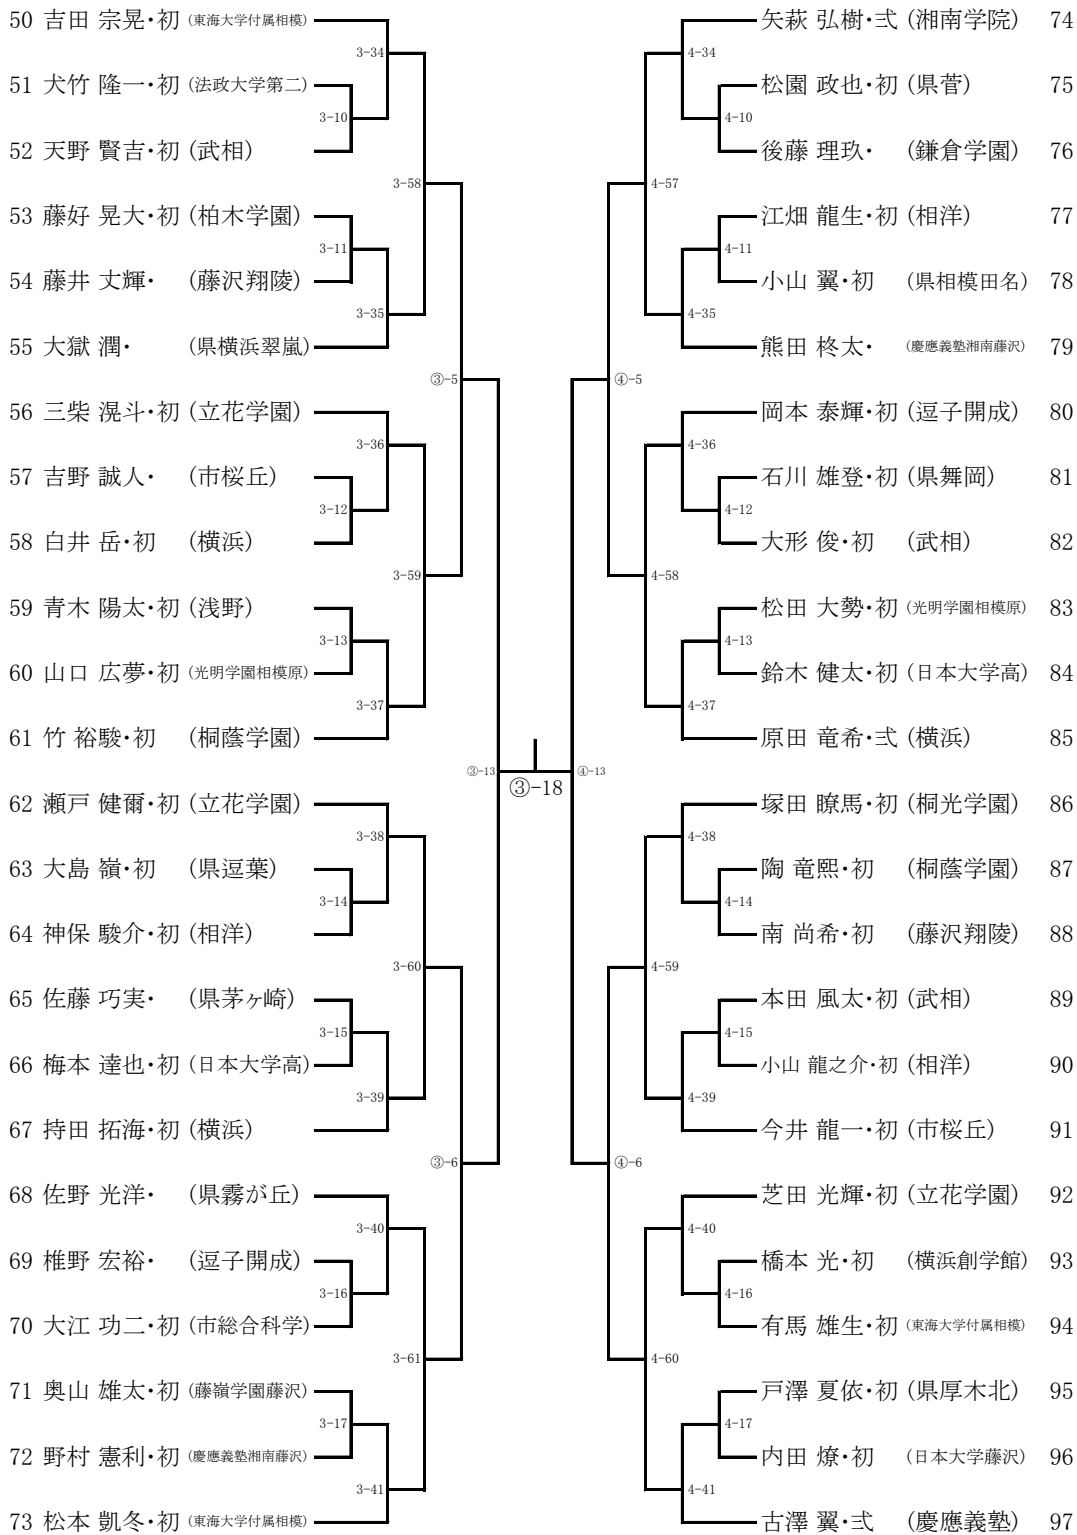 50 吉田 宗晃・初 (東海大学付属相模)
3-34
51 犬竹 隆一・初 (法政大学第二)
3-10
52 天野 賢吉・初 (武相)
3-58
53 藤好 晃大・初 (柏木学園)
3-11
54 藤井 丈輝・ (藤沢翔陵)
3-35
55 大獄 潤・ (県横浜翠嵐)
③-5
56 三柴 滉斗・初 (立花学園)
3-36
57 吉野 誠人・ (市桜丘)
3-12
58 白井 岳・初 (横浜)
3-59
59 青木 陽太・初 (浅野)
3-13
60 山口 広夢・初 (光明学園相模原)
3-37
61 竹 裕駿・初 (桐蔭学園)
③-13
62 瀬戸 健爾・初 (立花学園)
3-38
63 大島 嶺・初 (県逗葉)
3-14
64 神保 駿介・初 (相洋)
3-60
65 佐藤 巧実・ (県茅ヶ崎)
3-15
66 梅本 達也・初 (日本大学高)
3-39
67 持田 拓海・初 (横浜)
③-6
68 佐野 光洋・ (県霧が丘)
3-40
69 椎野 宏裕・ (逗子開成)
3-16
70 大江 功二・初 (市総合科学)
3-61
71 奥山 雄太・初 (藤嶺学園藤沢)
3-17
72 野村 憲利・初 (慶應義塾湘南藤沢)
3-41
73 松本 凱冬・初 (東海大学付属相模)
③-18
矢萩 弘樹・弐 (湘南学院) 74
4-34
松園 政也・初 (県菅) 75
4-10
後藤 理玖・ (鎌倉学園) 76
4-57
江畑 龍生・初 (相洋) 77
4-11
小山 翼・初 (県相模田名) 78
4-35
熊田 柊太・ (慶應義塾湘南藤沢) 79
④-5
岡本 泰輝・初 (逗子開成) 80
4-36
石川 雄登・初 (県舞岡) 81
4-12
大形 俊・初 (武相) 82
4-58
松田 大勢・初 (光明学園相模原) 83
4-13
鈴木 健太・初 (日本大学高) 84
4-37
原田 竜希・弐 (横浜) 85
④-13
塚田 瞭馬・初 (桐光学園) 86
4-38
陶 竜熙・初 (桐蔭学園) 87
4-14
南 尚希・初 (藤沢翔陵) 88
4-59
本田 風太・初 (武相) 89
4-15
小山 龍之介・初 (相洋) 90
4-39
今井 龍一・初 (市桜丘) 91
④-6
芝田 光輝・初 (立花学園) 92
4-40
橋本 光・初 (横浜創学館) 93
4-16
有馬 雄生・初 (東海大学付属相模) 94
4-60
戸澤 夏依・初 (県厚木北) 95
4-17
内田 燎・初 (日本大学藤沢) 96
4-41
古澤 翼・弐 (慶應義塾) 97